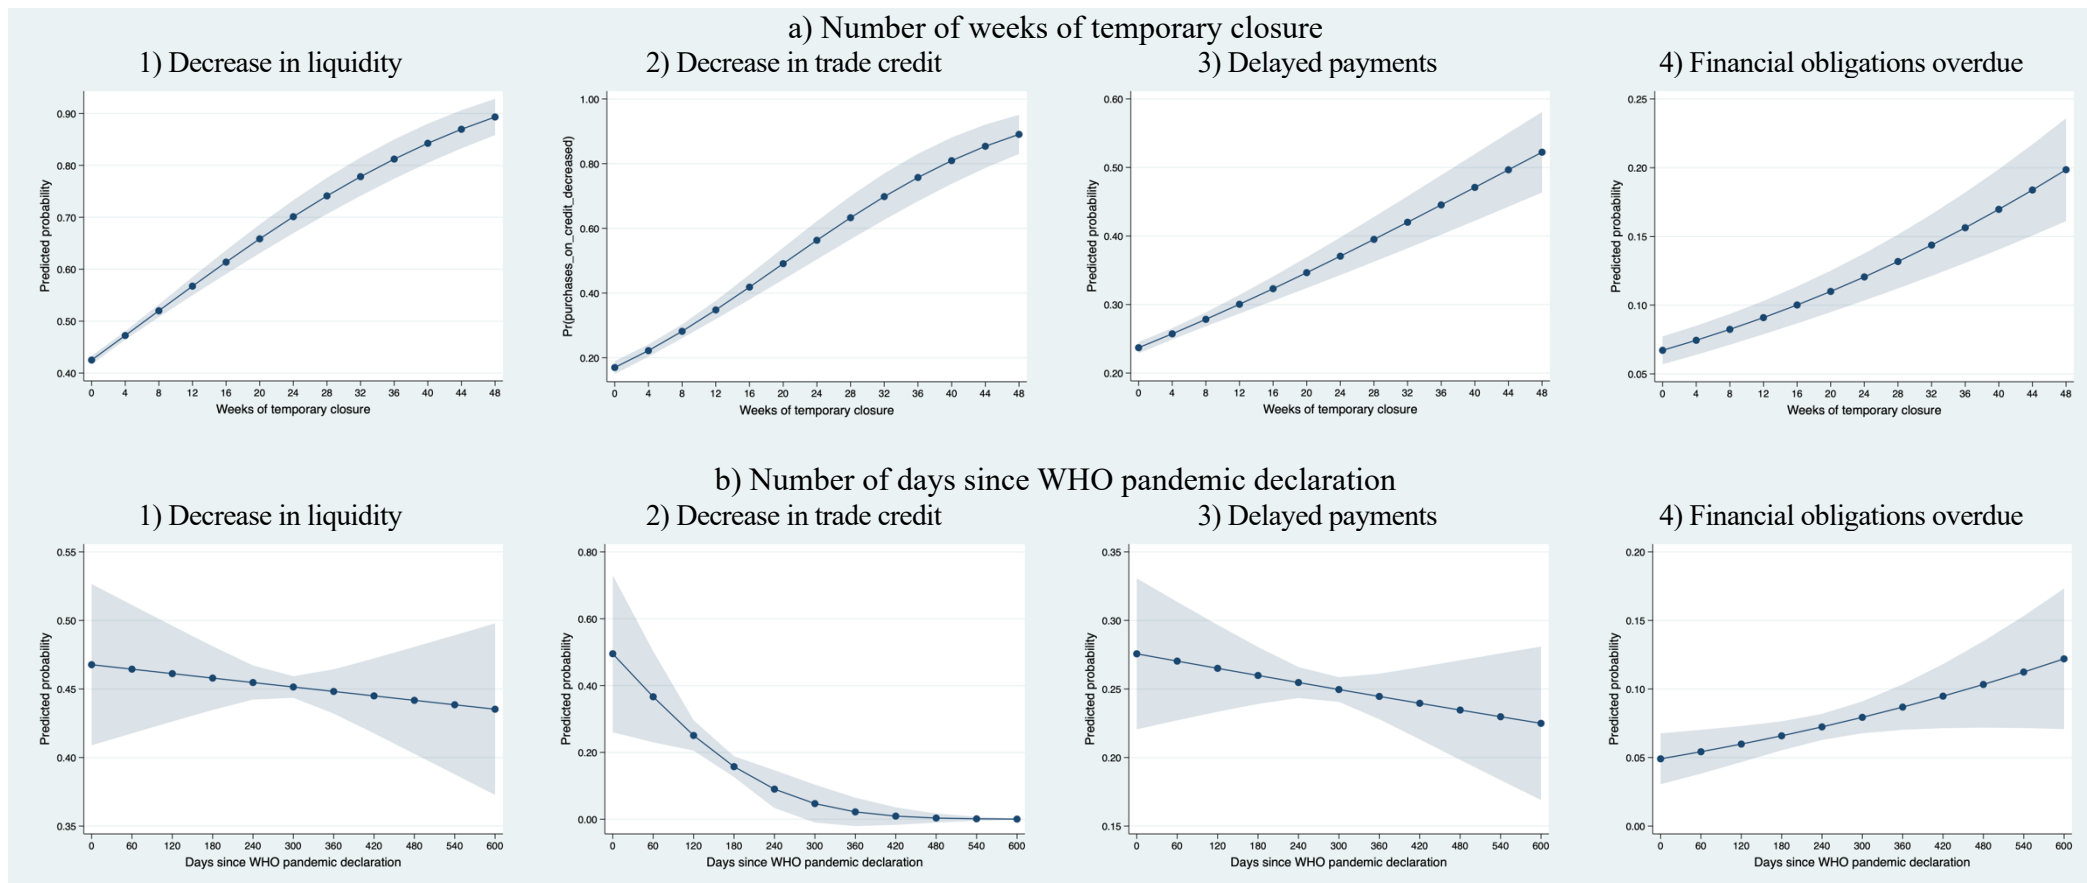 a) Number of weeks of temporary closure
1) Decrease in liquidity
2) Decrease in trade credit
3) Delayed payments
4) Financial obligations overdue
Predicted probability
0.90
0.80
0.70
0.60
0.50
0.40
0 4 8 12 16 20 24 28 32 36 40 44 48
Weeks of temporary closure
Pr(purchases_on_credit_decreased)
1.00
0.80
0.60
0.40
0.20
0 4 8 12 16 20 24 28 32 36 40 44 48
Weeks of temporary closure
Predicted probability
0.60
0.50
0.40
0.30
0.20
0 4 8 12 16 20 24 28 32 36 40 44 48
Weeks of temporary closure
Predicted probability
0.25
0.20
0.15
0.10
0.05
0 4 8 12 16 20 24 28 32 36 40 44 48
Weeks of temporary closure
b) Number of days since WHO pandemic declaration
1) Decrease in liquidity
2) Decrease in trade credit
3) Delayed payments
4) Financial obligations overdue
Predicted probability
0.55
0.50
0.45
0.40
0.35
0 60 120 180 240 300 360 420 480 540 600
Days since WHO pandemic declaration
Predicted probability
0.80
0.60
0.40
0.20
0.00
0 60 120 180 240 300 360 420 480 540 600
Days since WHO pandemic declaration
Predicted probability
0.35
0.30
0.25
0.20
0.15
0 60 120 180 240 300 360 420 480 540 600
Days since WHO pandemic declaration
Predicted probability
0.20
0.15
0.10
0.05
0.00
0 60 120 180 240 300 360 420 480 540 600
Days since WHO pandemic declaration